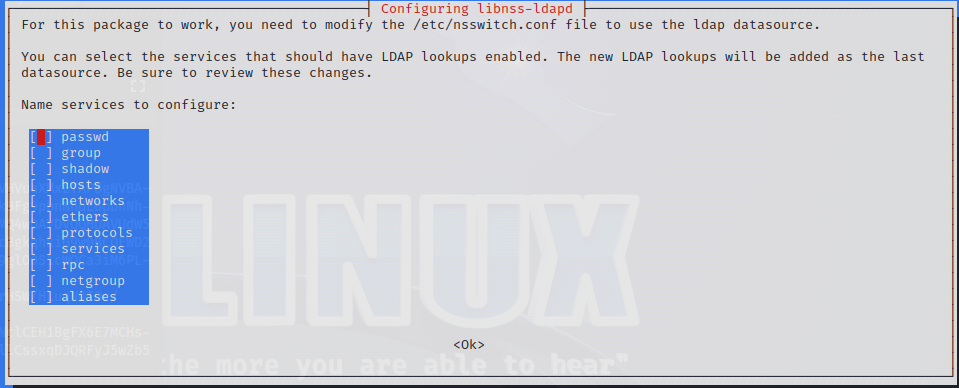 Configuring libnss-ldapd
For this package to work, you need to modify the /etc/nsswitch.conf file to use the ldap datasource.
You can select the services that should have LDAP lookups enabled. The new LDAP lookups will be added as the last
datasource. Be sure to review these changes.
Name services to configure:
[ ] passwd
[ ] group
[ ] shadow
[ ] hosts
[ ] networks
[ ] ethers
[ ] protocols
[ ] services
[ ] rpc
[ ] netgroup
[ ] aliases
LINUX
<Ok>
the more you are able to hear"